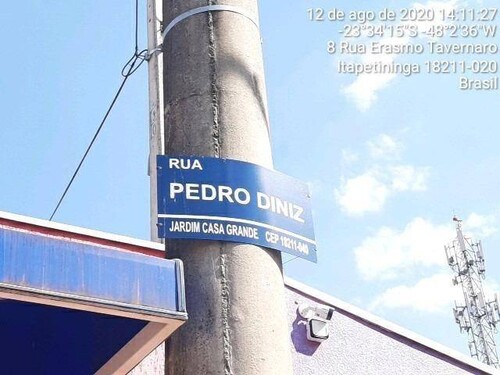 12 de ago de 2020 14:11:27
-23°34'15"S -48°2'36"W
8 Rua Erasmo Tavernaro
Itapetininga 18211-020
Brasil
RUA
PEDRO DINIZ
JARDIM CASA GRANDE CEP 18211-040